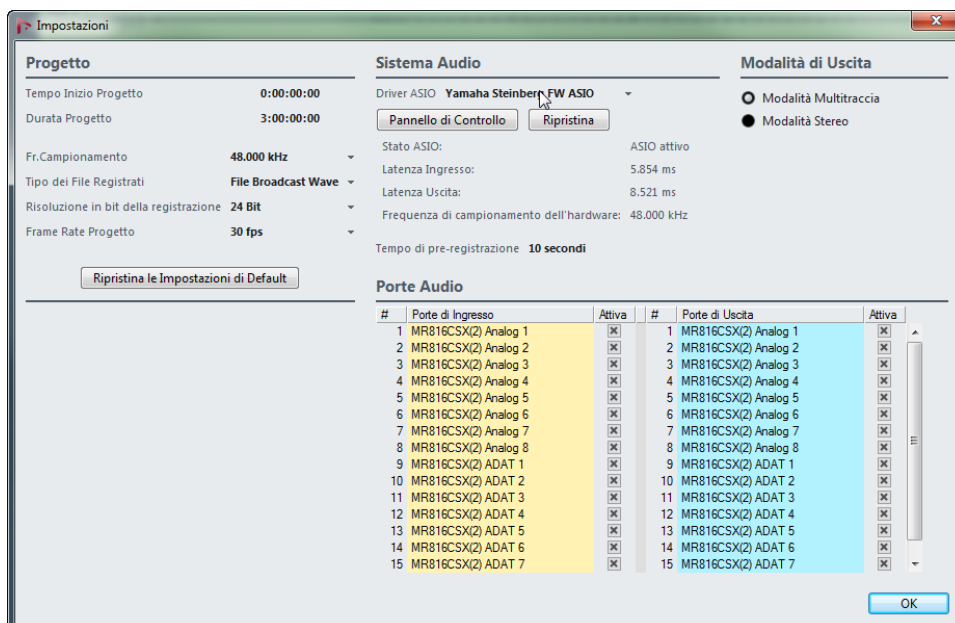 Impostazioni
Progetto
Tempo Inizio Progetto 0:00:00:00
Durata Progetto 3:00:00:00
Fr.Campionamento 48.000 kHz
Tipo dei File Registrati File Broadcast Wave
Risoluzione in bit della registrazione 24 Bit
Frame Rate Progetto 30 fps
Ripristina le Impostazioni di Default
Sistema Audio
Driver ASIO Yamaha Steinberg FW ASIO
Pannello di Controllo Ripristina
Stato ASIO: ASIO attivo
Latenza Ingresso: 5.854 ms
Latenza Uscita: 8.521 ms
Frequenza di campionamento dell'hardware: 48.000 kHz
Tempo di pre-registrazione 10 secondi
Modalità di Uscita
Modalità Multitraccia
Modalità Stereo
Porte Audio
# Porte di Ingresso Attiva # Porte di Uscita Attiva
1 MR816CSX(2) Analog 1 1 MR816CSX(2) Analog 1
2 MR816CSX(2) Analog 2 2 MR816CSX(2) Analog 2
3 MR816CSX(2) Analog 3 3 MR816CSX(2) Analog 3
4 MR816CSX(2) Analog 4 4 MR816CSX(2) Analog 4
5 MR816CSX(2) Analog 5 5 MR816CSX(2) Analog 5
6 MR816CSX(2) Analog 6 6 MR816CSX(2) Analog 6
7 MR816CSX(2) Analog 7 7 MR816CSX(2) Analog 7
8 MR816CSX(2) Analog 8 8 MR816CSX(2) Analog 8
9 MR816CSX(2) ADAT 1 9 MR816CSX(2) ADAT 1
10 MR816CSX(2) ADAT 2 10 MR816CSX(2) ADAT 2
11 MR816CSX(2) ADAT 3 11 MR816CSX(2) ADAT 3
12 MR816CSX(2) ADAT 4 12 MR816CSX(2) ADAT 4
13 MR816CSX(2) ADAT 5 13 MR816CSX(2) ADAT 5
14 MR816CSX(2) ADAT 6 14 MR816CSX(2) ADAT 6
15 MR816CSX(2) ADAT 7 15 MR816CSX(2) ADAT 7
OK